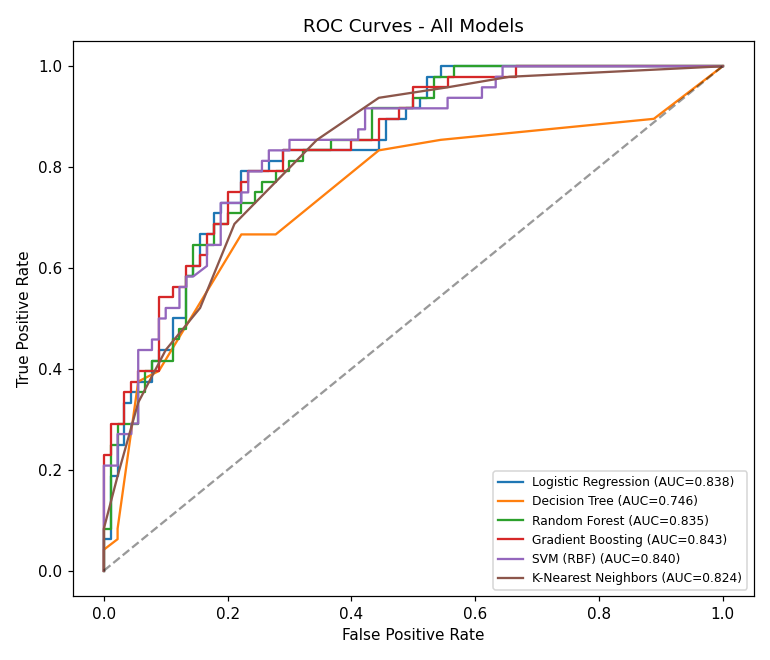 ROC Curves - All Models
True Positive Rate
1.0
0.8
0.6
0.4
0.2
0.0
Logistic Regression (AUC=0.838)
Decision Tree (AUC=0.746)
Random Forest (AUC=0.835)
Gradient Boosting (AUC=0.843)
SVM (RBF) (AUC=0.840)
K-Nearest Neighbors (AUC=0.824)
0.0 0.2 0.4 0.6 0.8 1.0
False Positive Rate